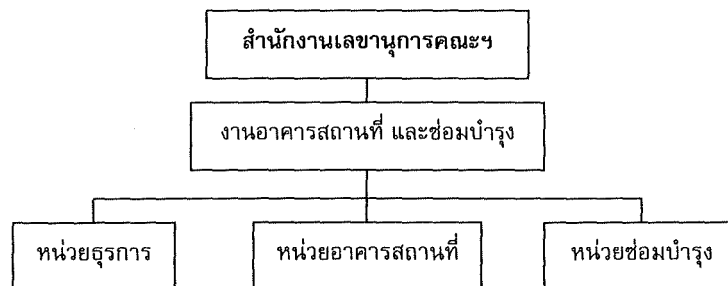 สำนักงานเลขานุการคณะฯ
งานอาคารสถานที่ และซ่อมบำรุง
หน่วยธุรการ
หน่วยอาคารสถานที่
หน่วยซ่อมบำรุง